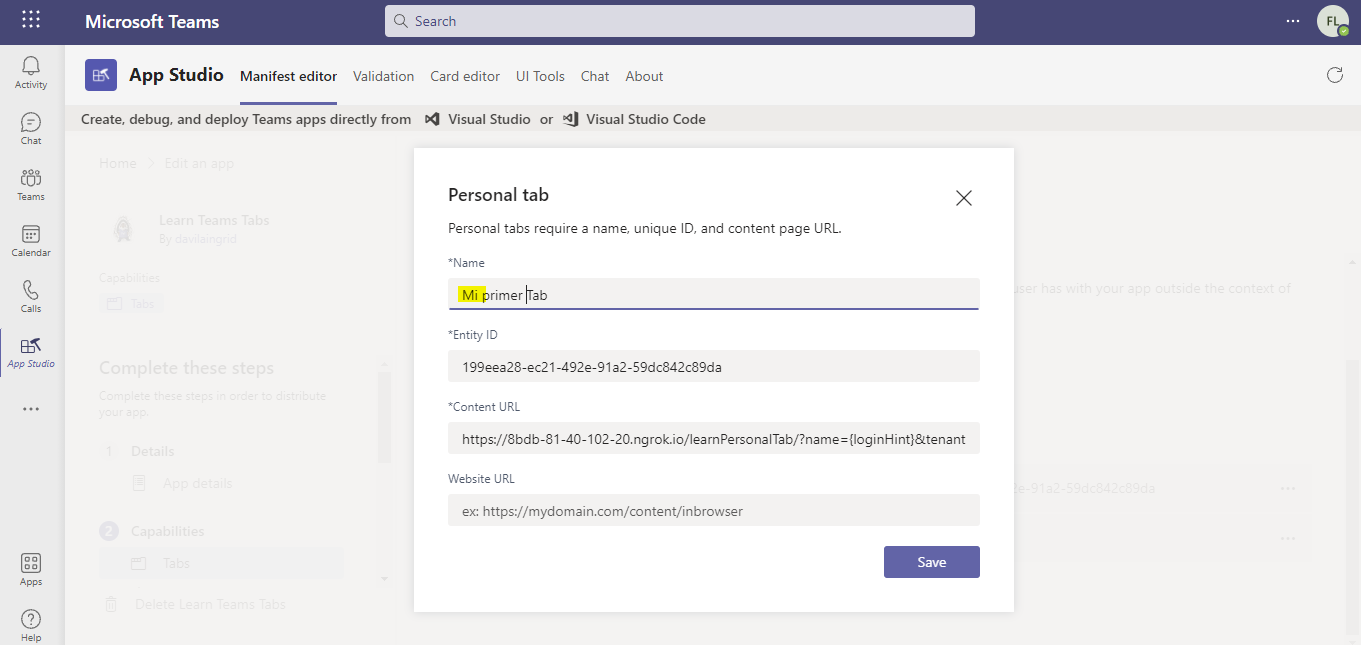 Microsoft Teams
Search
FL
Activity
Chat
Teams
Calendar
Calls
App Studio
Apps
Help
App Studio
Manifest editor
Validation
Card editor
UI Tools
Chat
About
Create, debug, and deploy Teams apps directly from Visual Studio or Visual Studio Code
Home > Edit an app
Learn Teams Tabs
By davilaingrid
Capabilities
Tabs
Complete these steps
Complete these steps in order to distribute
your app.
1 Details
App details
2 Capabilities
Tabs
Delete Learn Teams Tabs
Personal tab
Personal tabs require a name, unique ID, and content page URL.
*Name
Mi primer Tab
*Entity ID
199eea28-ec21-492e-91a2-59dc842c89da
*Content URL
https://8bdb-81-40-102-20.ngrok.io/learnPersonalTab/?name={loginHint}&tenant
Website URL
ex: https://mydomain.com/content/inbrowser
Save
user has with your app outside the context of
2e-91a2-59dc842c89da